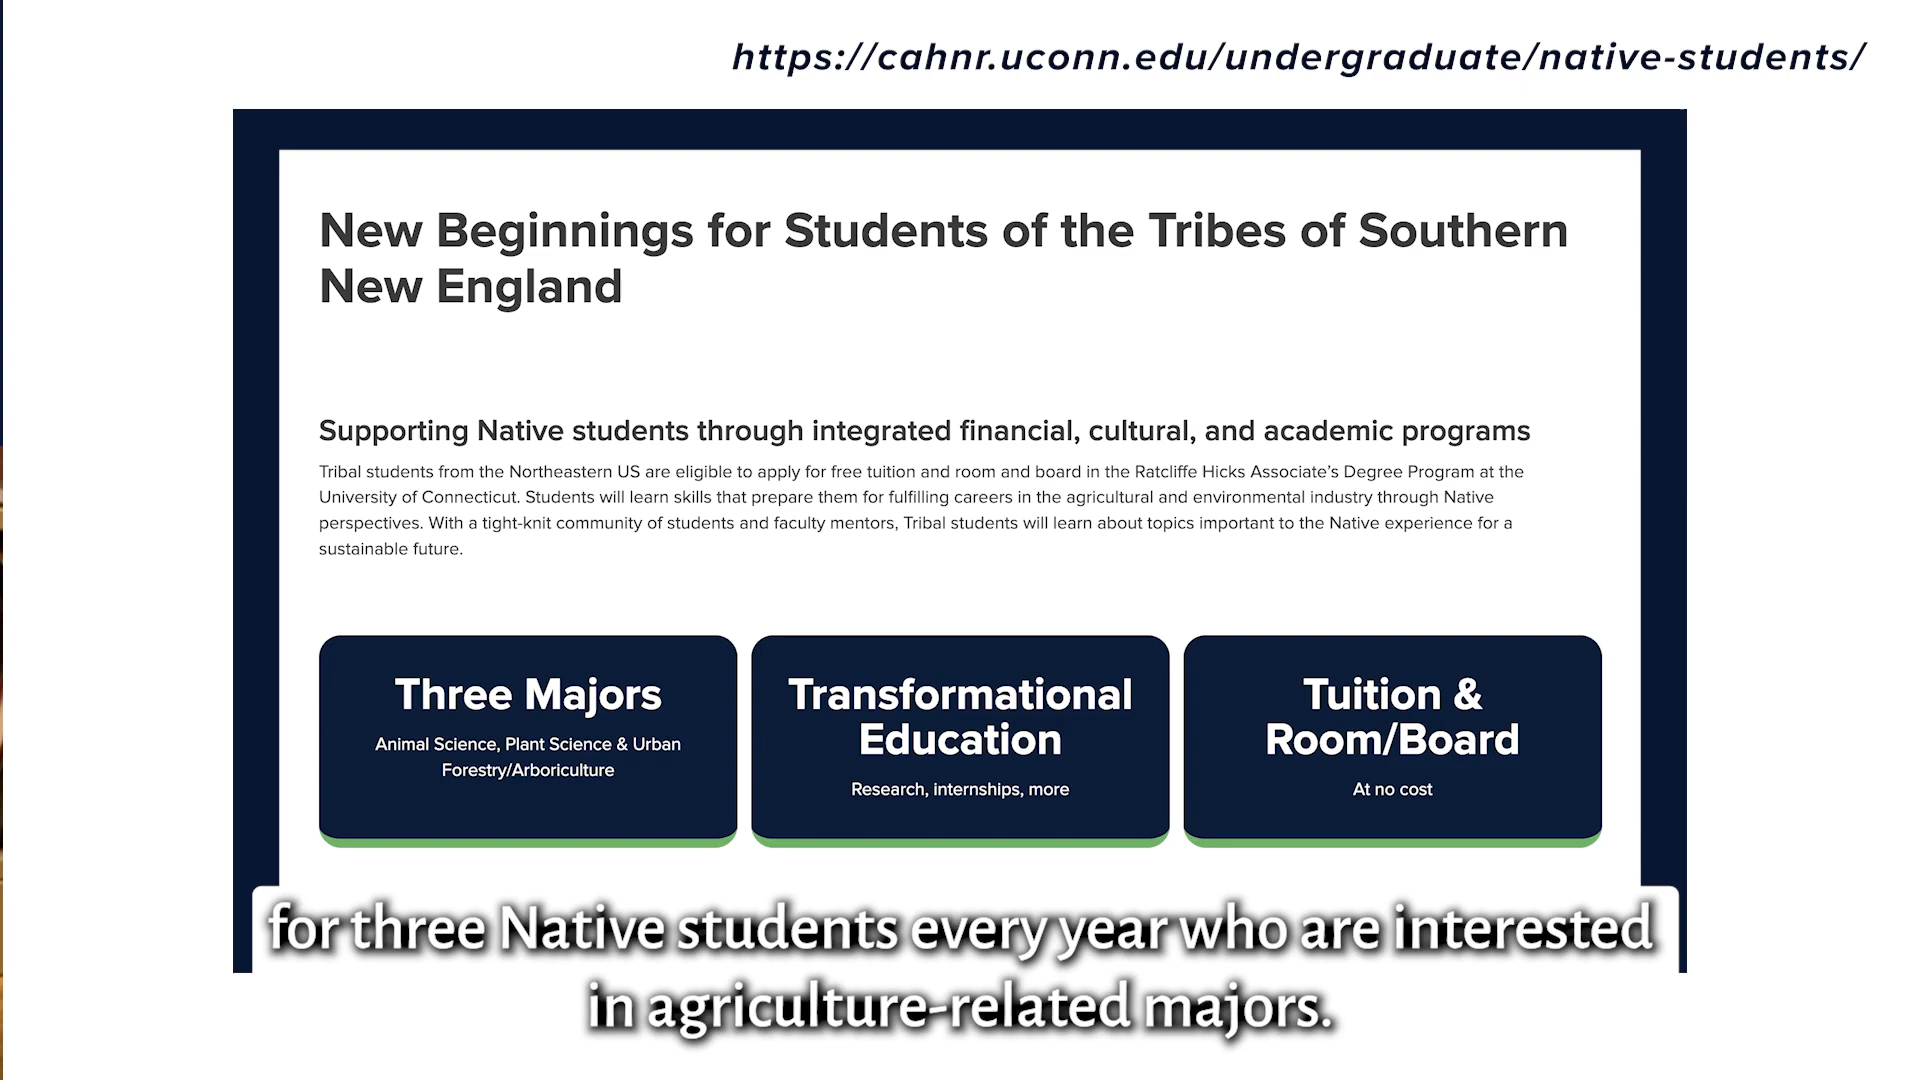 https://cahnr.uconn.edu/undergraduate/native-students/
New Beginnings for Students of the Tribes of Southern
New England
Supporting Native students through integrated financial, cultural, and academic programs
Tribal students from the Northeastern US are eligible to apply for free tuition and room and board in the Ratcliffe Hicks Associate’s Degree Program at the
University of Connecticut. Students will learn skills that prepare them for fulfilling careers in the agricultural and environmental industry through Native
perspectives. With a tight-knit community of students and faculty mentors, Tribal students will learn about topics important to the Native experience for a
sustainable future.
Three Majors
Animal Science, Plant Science & Urban
Forestry/Arboriculture
Transformational
Education
Research, internships, more
Tuition &
Room/Board
At no cost
for three Native students every year who are interested
in agriculture-related majors.